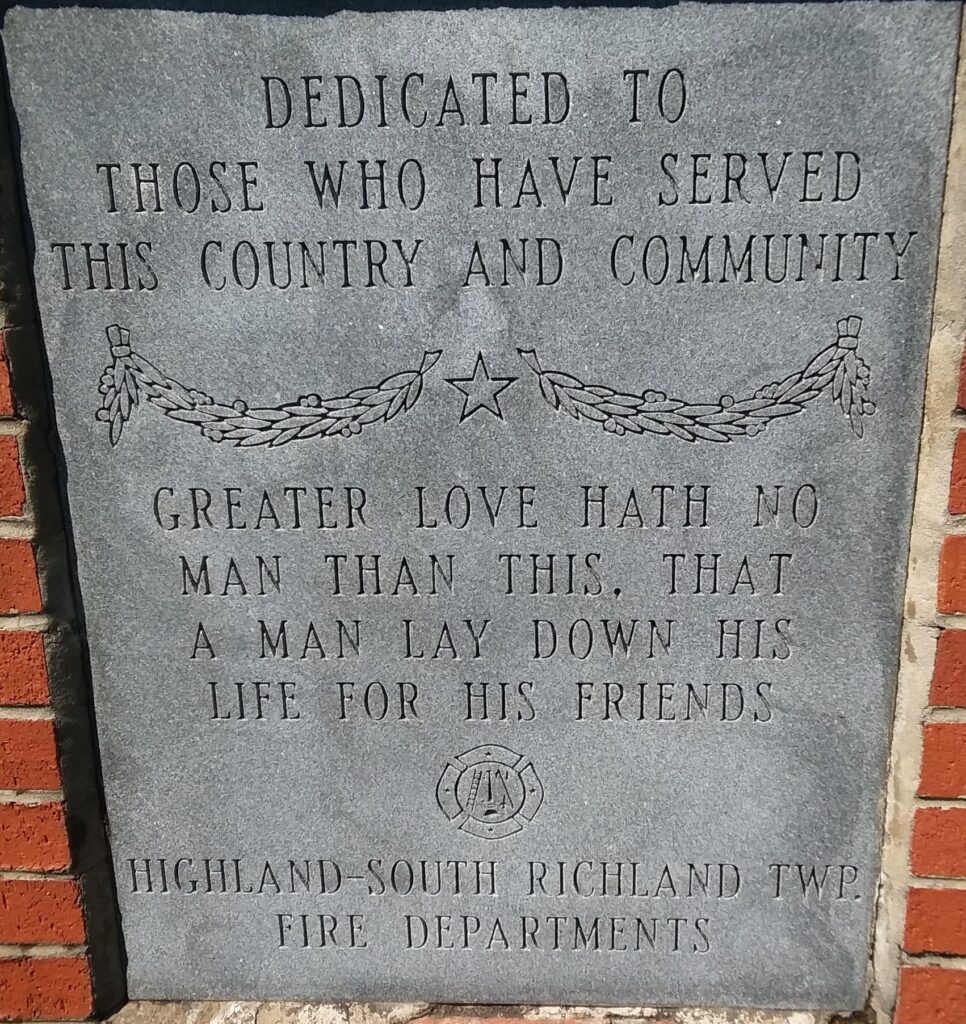 DEDICATED TO
THOSE WHO HAVE SERVED
THIS COUNTRY AND COMMUNITY
GREATER LOVE HATH NO
MAN THAN THIS, THAT
A MAN LAY DOWN HIS
LIFE FOR HIS FRIENDS
HIGHLAND-SOUTH RICHLAND TWP.
FIRE DEPARTMENTS